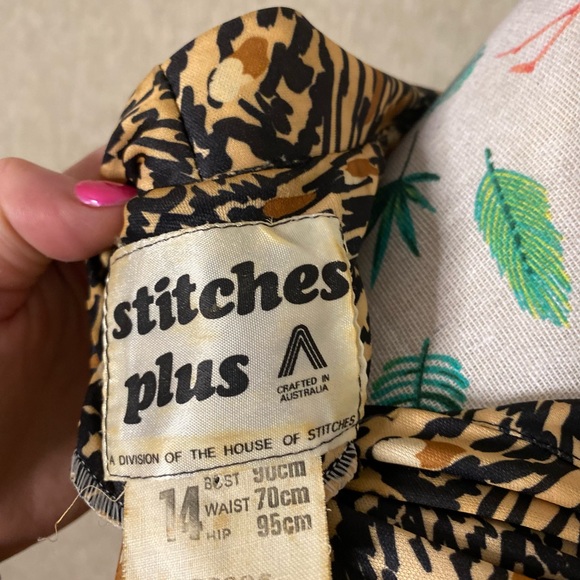 stitches
plus
CRAFTED IN
AUSTRALIA
A DIVISION OF THE HOUSE OF STITCHES
14
BUST 90cm
WAIST 70cm
HIP 95cm